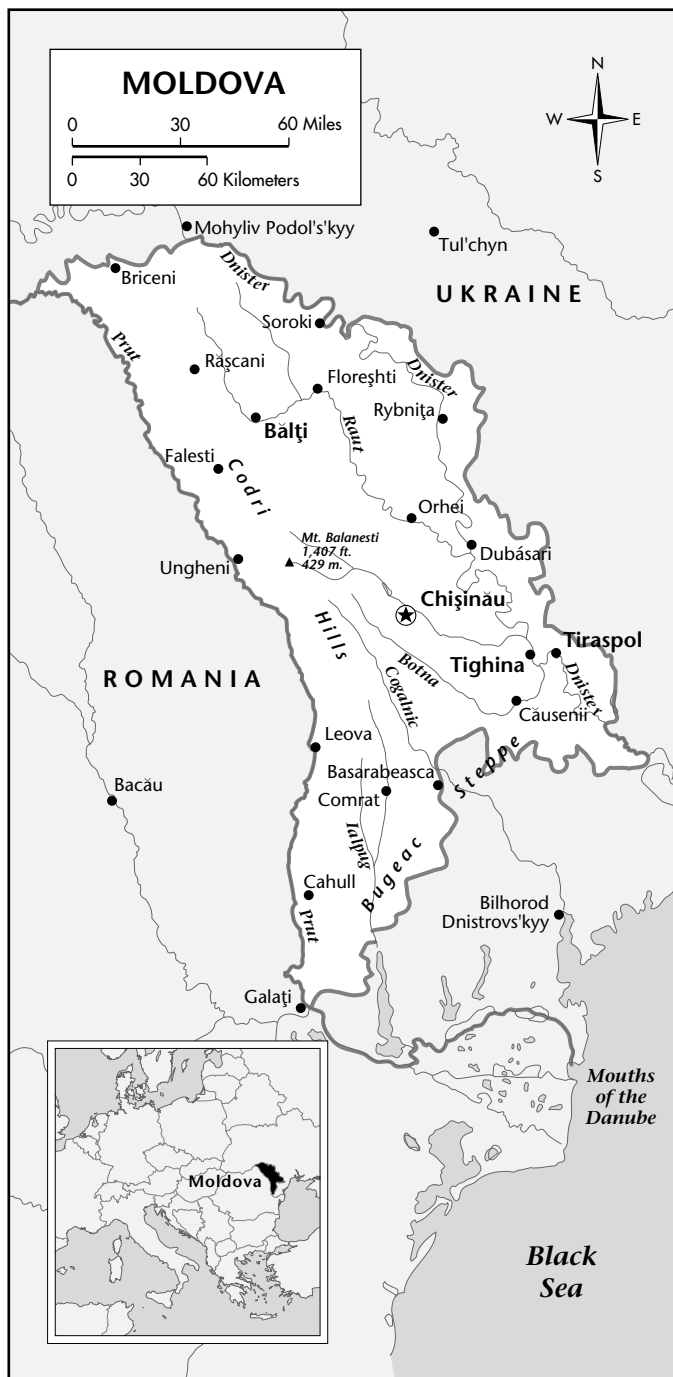 MOLDOVA
0 30 60 Miles
0 30 60 Kilometers
N
W E
S
Mohyliv Podol's'kyy
Tul'chyn
Briceni
Dnister
UKRAINE
Soroki
Prut
Răşcani
Floreşhti
Dnister
Rybniţa
Bălţi
Raut
Falesti
Codri
Orhei
Mt. Balanesti
1,407 ft.
429 m.
Dubásari
Ungheni
Chişinău
Hills
Tiraspol
Tighina
Botna
ROMANIA
Cogalnic
Dnister
Căusenii
Leova
Steppe
Basarabeasca
Bacău
Comrat
Ialpug
Bugeac
Cahull
Prut
Bilhorod
Dnistrovs'kyy
Galaţi
Mouths
of the
Danube
Moldova
Black
Sea